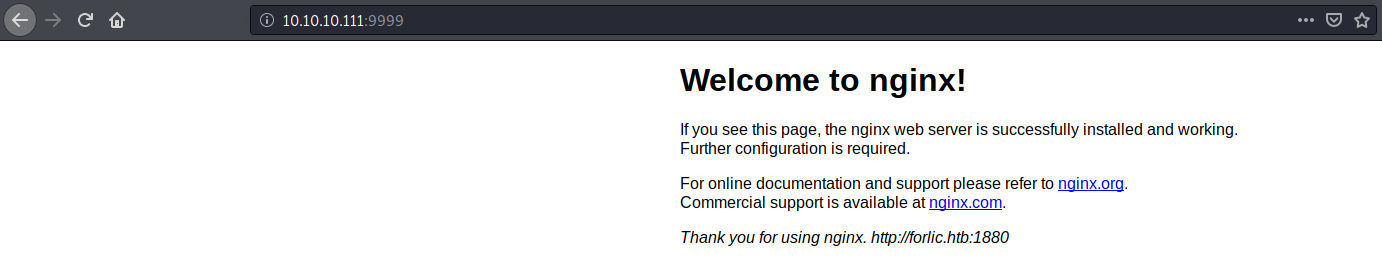 10.10.10.111:9999
Welcome to nginx!
If you see this page, the nginx web server is successfully installed and working.
Further configuration is required.
For online documentation and support please refer to nginx.org.
Commercial support is available at nginx.com.
Thank you for using nginx. http://forlic.htb:1880